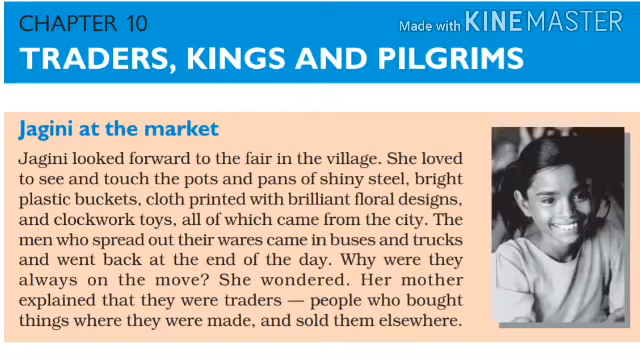 CHAPTER 10
Made with KINEMASTER
TRADERS, KINGS AND PILGRIMS
Jagini at the market
Jagini looked forward to the fair in the village. She loved
to see and touch the pots and pans of shiny steel, bright
plastic buckets, cloth printed with brilliant floral designs,
and clockwork toys, all of which came from the city. The
men who spread out their wares came in buses and trucks
and went back at the end of the day. Why were they
always on the move? She wondered. Her mother
explained that they were traders — people who bought
things where they were made, and sold them elsewhere.